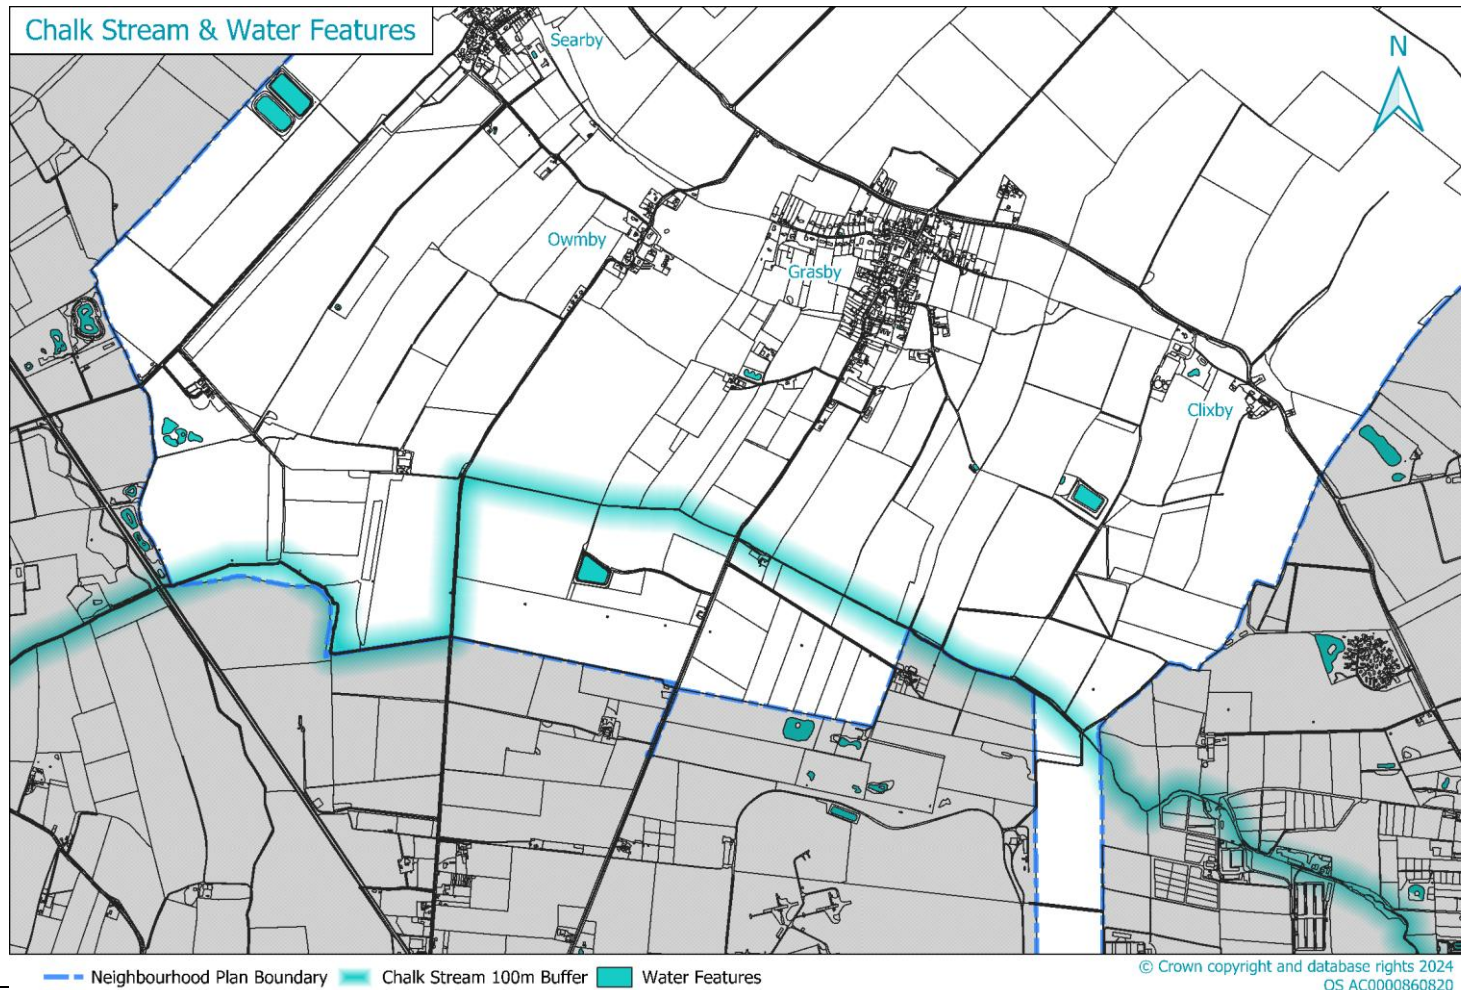 Chalk Stream & Water Features
Searby
N
Owmby
Grasby
Clixby
Neighbourhood Plan Boundary
Chalk Stream 100m Buffer
Water Features
© Crown copyright and database rights 2024
OS AC0000860820